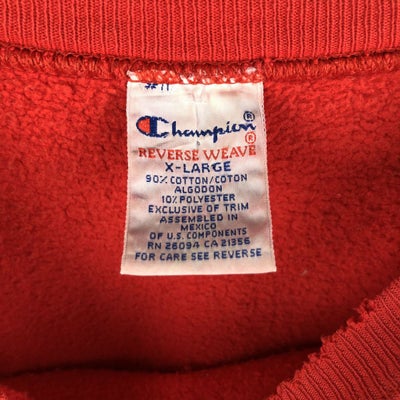 #11
Champion®
REVERSE WEAVE®
X-LARGE
90% COTTON/COTON
ALGODON
10% POLYESTER
EXCLUSIVE OF TRIM
ASSEMBLED IN
MEXICO
OF U.S. COMPONENTS
RN 26094 CA 21356
FOR CARE SEE REVERSE